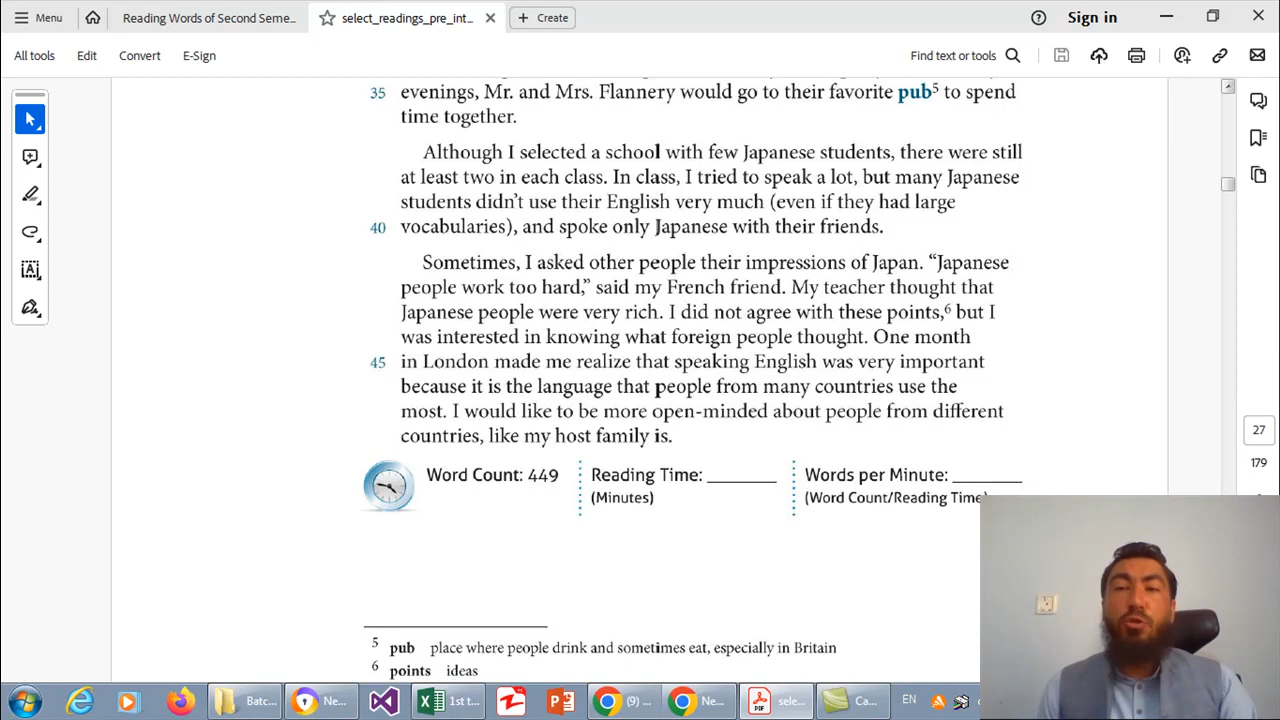 Menu
Reading Words of Second Seme...
select_readings_pre_int...
Create
Sign in
All tools
Edit
Convert
E-Sign
Find text or tools
35 evenings, Mr. and Mrs. Flannery would go to their favorite pub5 to spend
time together.
Although I selected a school with few Japanese students, there were still
at least two in each class. In class, I tried to speak a lot, but many Japanese
students didn't use their English very much (even if they had large
40 vocabularies), and spoke only Japanese with their friends.
Sometimes, I asked other people their impressions of Japan. “Japanese
people work too hard,” said my French friend. My teacher thought that
Japanese people were very rich. I did not agree with these points,6 but I
was interested in knowing what foreign people thought. One month
45 in London made me realize that speaking English was very important
because it is the language that people from many countries use the
most. I would like to be more open-minded about people from different
countries, like my host family is.
27
179
Word Count: 449
Reading Time: ________
(Minutes)
Words per Minute: ________
(Word Count/Reading Time)
5 pub place where people drink and sometimes eat, especially in Britain
6 points ideas
Batc...
Ne...
1st t...
(9) ...
Ne...
sele...
Ca...
EN